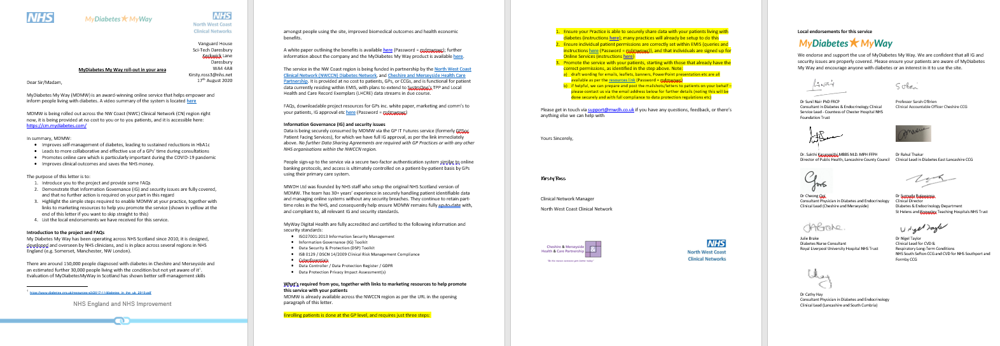 NHS
MyDiabetes MyWay
NHS
North West Coast
Clinical Networks
Vanguard House
Sci-Tech Daresbury
Keckwick Lane
Daresbury
WA4 4AB
Kirsty.ross3@nhs.net
17th August 2020
MyDiabetes My Way roll-out in your area
Dear Sir/Madam,
MyDiabetes My Way (MDMW) is an award-winning online service that helps empower and
inform people living with diabetes. A video summary of the system is located here
MDMW is being rolled out across the NW Coast (NWC) Clinical Network (CN) region right
now, it is being provided at no cost to you or to you patients, and it is accessible here:
https://cm.mydiabetes.com/
In summary, MDMW:
• Improves self-management of diabetes, leading to sustained reductions in HbA1c
• Leads to more collaborative and effective use of a GPs' time during consultations
• Promotes online care which is particularly important during the COVID-19 pandemic
• Improves clinical outcomes and saves the NHS money.
The purpose of this letter is to:
1. Introduce you to the project and provide some FAQs
2. Demonstrate that Information Governance (IG) and security issues are fully covered,
and that no further action is required on your part in this regard
3. Highlight the simple steps required to enable MDMW at your practice, together with
links to marketing resources to help you promote the service (shown in yellow at the
end of this letter if you want to skip straight to this)
4. List the local endorsements we have received for this service.
Introduction to the project and FAQs
My Diabetes My Way has been operating across NHS Scotland since 2010, it is designed,
developed and overseen by NHS clinicians, and is in place across several regions in NHS
England (e.g. Somerset, Manchester, NW London).
There are around 150,000 people diagnosed with diabetes in Cheshire and Merseyside and
an estimated further 30,000 people living with the condition but not yet aware of it1.
Evaluation of MyDiabetesMyWay in Scotland has shown better self-management skills
1 https://www.diabetes.org.uk/resources-s3/2017-11/diabetes_in_the_uk_2010.pdf
NHS England and NHS Improvement
amongst people using the site, improved biomedical outcomes and health economic
benefits.
A white paper outlining the benefits is available here (Password = mdmwnwc); further
information about the company and the MyDiabetes MyWay product is available here.
The service in the NW Coast region is being funded in partnership by the North West Coast
Clinical Network (NWCCN) Diabetes Network, and Cheshire and Merseyside Health Care
Partnership. It is provided at no cost to patients, GPs, or CCGs, and is functional for patient
data currently residing within EMIS, with plans to extend to SystmOne's TPP and Local
Health and Care Record Exemplars (LHCRE) data streams in due course.
FAQs, downloadable project resources for GPs inc. white paper, marketing and comm's to
your patients, IG approval etc here (Password = mdmwnwc)
Information Governance (IG) and security issues
Data is being securely consumed by MDMW via the GP IT Futures service (formerly GPSoc
Patient Facing Services), for which we have full IG approval, as per the link immediately
above. No further Data Sharing Agreements are required with GP Practices or with any other
NHS organisations within the NWCCN region.
People sign-up to the service via a secure two-factor authentication system similar to online
banking protocols, and access is ultimately controlled on a patient-by-patient basis by GPs
using their primary care system.
MWDH Ltd was founded by NHS staff who setup the original NHS Scotland version of
MDMW. The team has 30+ years' experience in securely handling patient identifiable data
and managing online systems without any security breaches. They continue to retain part-
time roles in the NHS, and consequently help ensure MDMW remains fully up-to-date with,
and compliant to, all relevant IG and security standards.
MyWay Digital Health are fully accredited and certified to the following information and
security standards:
• ISO27001:2013 Information Security Management
• Information Governance (IG) Toolkit
• Data Security & Protection (DSP) Toolkit
• ISB 0129 / DSCN 14/2009 Clinical Risk Management Compliance
• CyberEssentials
• Data Controller / Data Protection Register / GDPR
• Data Protection Privacy Impact Assessment(s)
What's required from you, together with links to marketing resources to help promote
this service with your patients
MDMW is already available across the NWCCN region as per the URL in the opening
paragraph of this letter.
Enrolling patients is done at the GP level, and requires just three steps:
1. Ensure your Practice is able to securely share data with your patients living with
diabetes (instructions here); many practices will already be setup to do this
2. Ensure individual patient permissions are correctly set within EMIS (queries and
instructions here (Password = mdmwnwc)), and that individuals are signed up for
Online Services (instructions here)
3. Promote the service with your patients, starting with those that already have the
correct permissions, as identified in the step above. Note:
a) draft wording for emails, leaflets, banners, PowerPoint presentation etc are all
available as per the resources link (Password = mdmwnwc)
b) if helpful, we can prepare and post the mailshots/letters to patients on your behalf –
please contact us via the email address below for further details (noting this will be
done securely and with full compliance to data protection regulations etc)
Please get in touch via support@mwdh.co.uk if you have any questions, feedback, or there's
anything else we can help with
Yours Sincerely,
Kirsty Ross
Clinical Network Manager
North West Coast Clinical Network
Cheshire & Merseyside
Health & Care Partnership
NHS
North West Coast
Clinical Networks
Local endorsements for this service
MyDiabetes MyWay
We endorse and support the use of MyDiabetes My Way. We are confident that all IG and
security issues are properly covered. Please ensure your patients are aware of MyDiabetes
My Way and encourage anyone with diabetes or an interest in it to use the site.
Dr Sunil Nair PhD FRCP
Consultant in Diabetes & Endocrinology Clinical
Service Lead - Countess of Chester Hospital NHS
Foundation Trust
Professor Sarah O'Brien
Clinical Accountable Officer Cheshire CCG
Dr. Sakthi Karunanithi MBBS M.D. MPH FFPH
Director of Public Health, Lancashire County Council
Dr Rahul Thakur
Clinical Lead in Diabetes East Lancashire CCG
Dr Cheong Ooi
Consultant Physician in Diabetes and Endocrinology
Clinical Lead (Cheshire and Merseyside)
Clinical Director
Diabetes & Endocrinology Department
St Helens and Knowsley Teaching Hospitals NHS Trust
Julie Brake
Diabetes Nurse Consultant
Royal Liverpool University Hospital NHS Trust
Dr Nigel Taylor
Clinical Lead for CVD &
Respiratory Long-Term Conditions
NHS South Sefton CCG and CVD for NHS Southport and
Formby CCG
Dr Cathy Hay
Consultant Physician in Diabetes and Endocrinology
Clinical Lead (Lancashire and South Cumbria)